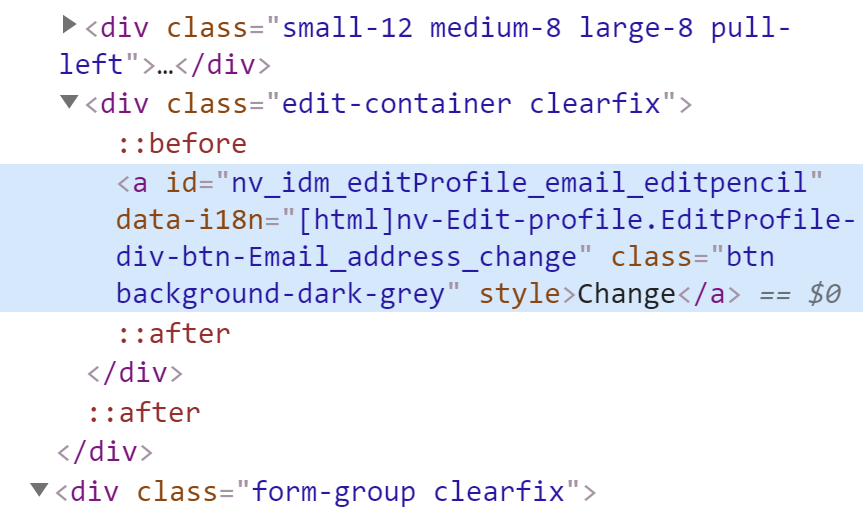 ▶<div class="small-12 medium-8 large-8 pull-
left">…</div>
▼<div class="edit-container clearfix">
::before
<a id="nv_idm_editProfile_email_editpencil"
data-i18n="[html]nv-Edit-profile.EditProfile-
div-btn-Email_address_change" class="btn
background-dark-grey" style>Change</a> == $0
::after
</div>
::after
</div>
▼<div class="form-group clearfix">